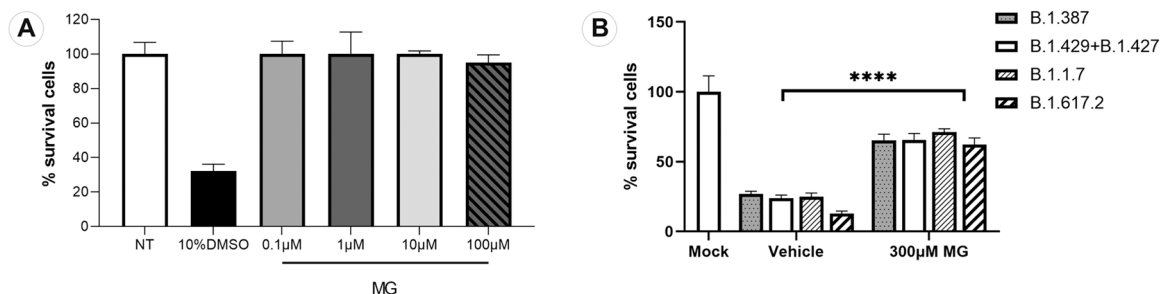 A
% survival cells
120
100
80
60
40
20
0
NT 10%DMSO 0.1μM 1μM 10μM 100μM
MG
B
% survival cells
150
100
50
0
****
Mock Vehicle 300μM MG
B.1.387
B.1.429+B.1.427
B.1.1.7
B.1.617.2